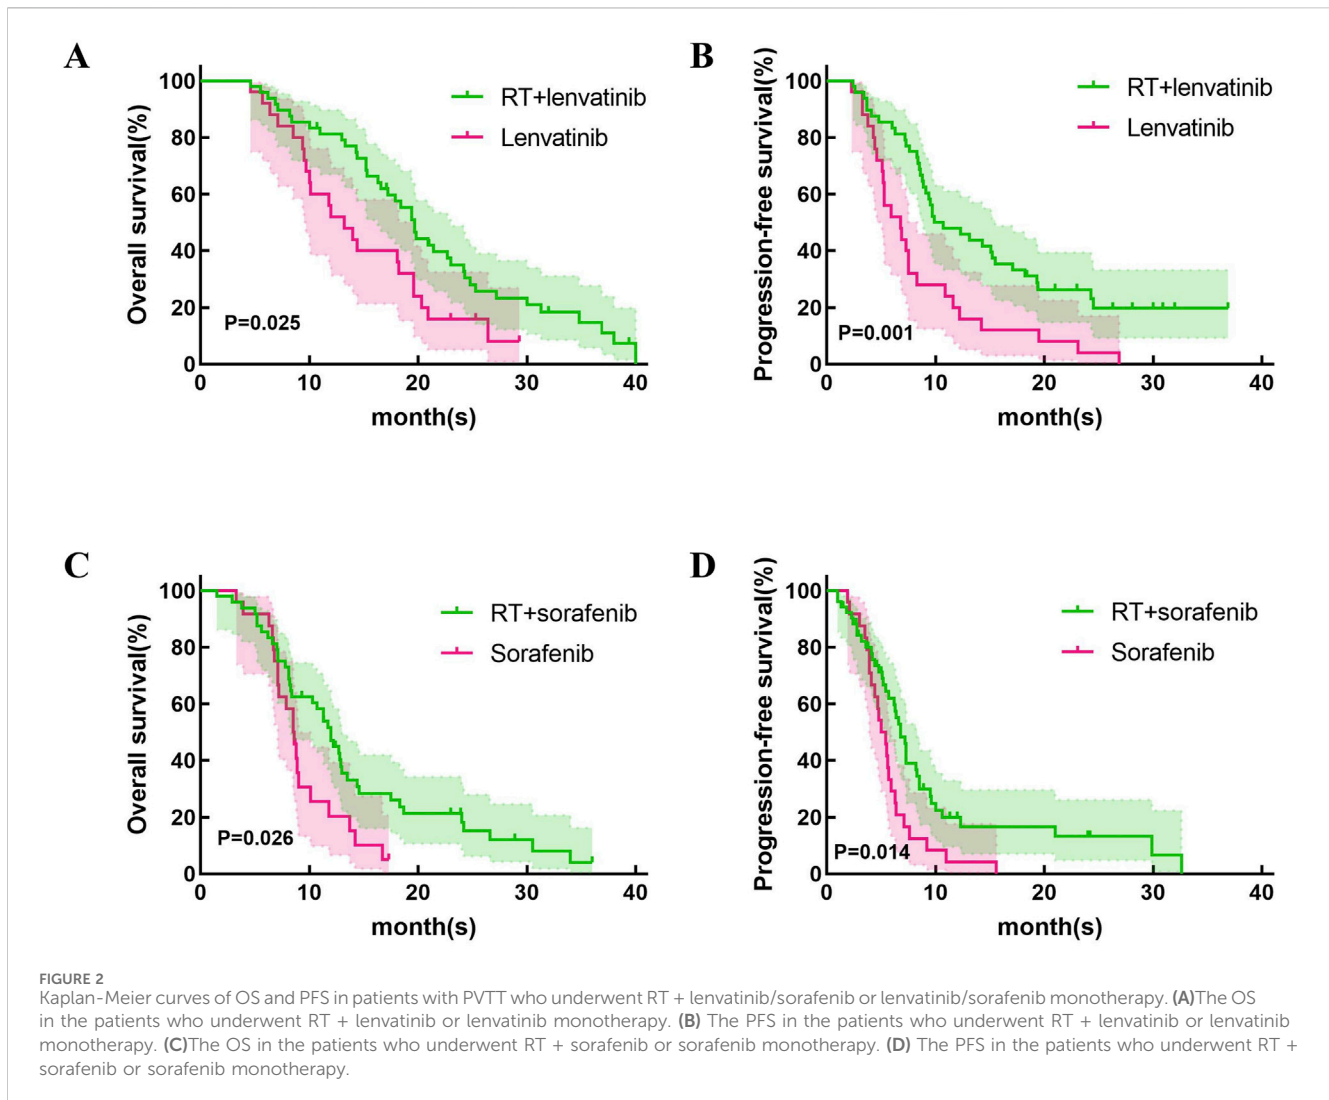 A
Overall survival(%)
100
80
60
40
20
0
RT+lenvatinib
Lenvatinib
P=0.025
0 10 20 30 40
month(s)
B
Progression-free survival(%)
100
80
60
40
20
0
RT+lenvatinib
Lenvatinib
P=0.001
0 10 20 30 40
month(s)
C
Overall survival(%)
100
80
60
40
20
0
RT+sorafenib
Sorafenib
P=0.026
0 10 20 30 40
month(s)
D
Progression-free survival(%)
100
80
60
40
20
0
RT+sorafenib
Sorafenib
P=0.014
0 10 20 30 40
month(s)
FIGURE 2
Kaplan-Meier curves of OS and PFS in patients with PVTT who underwent RT + lenvatinib/sorafenib or lenvatinib/sorafenib monotherapy. (A)The OS
in the patients who underwent RT + lenvatinib or lenvatinib monotherapy. (B) The PFS in the patients who underwent RT + lenvatinib or lenvatinib
monotherapy. (C)The OS in the patients who underwent RT + sorafenib or sorafenib monotherapy. (D) The PFS in the patients who underwent RT +
sorafenib or sorafenib monotherapy.